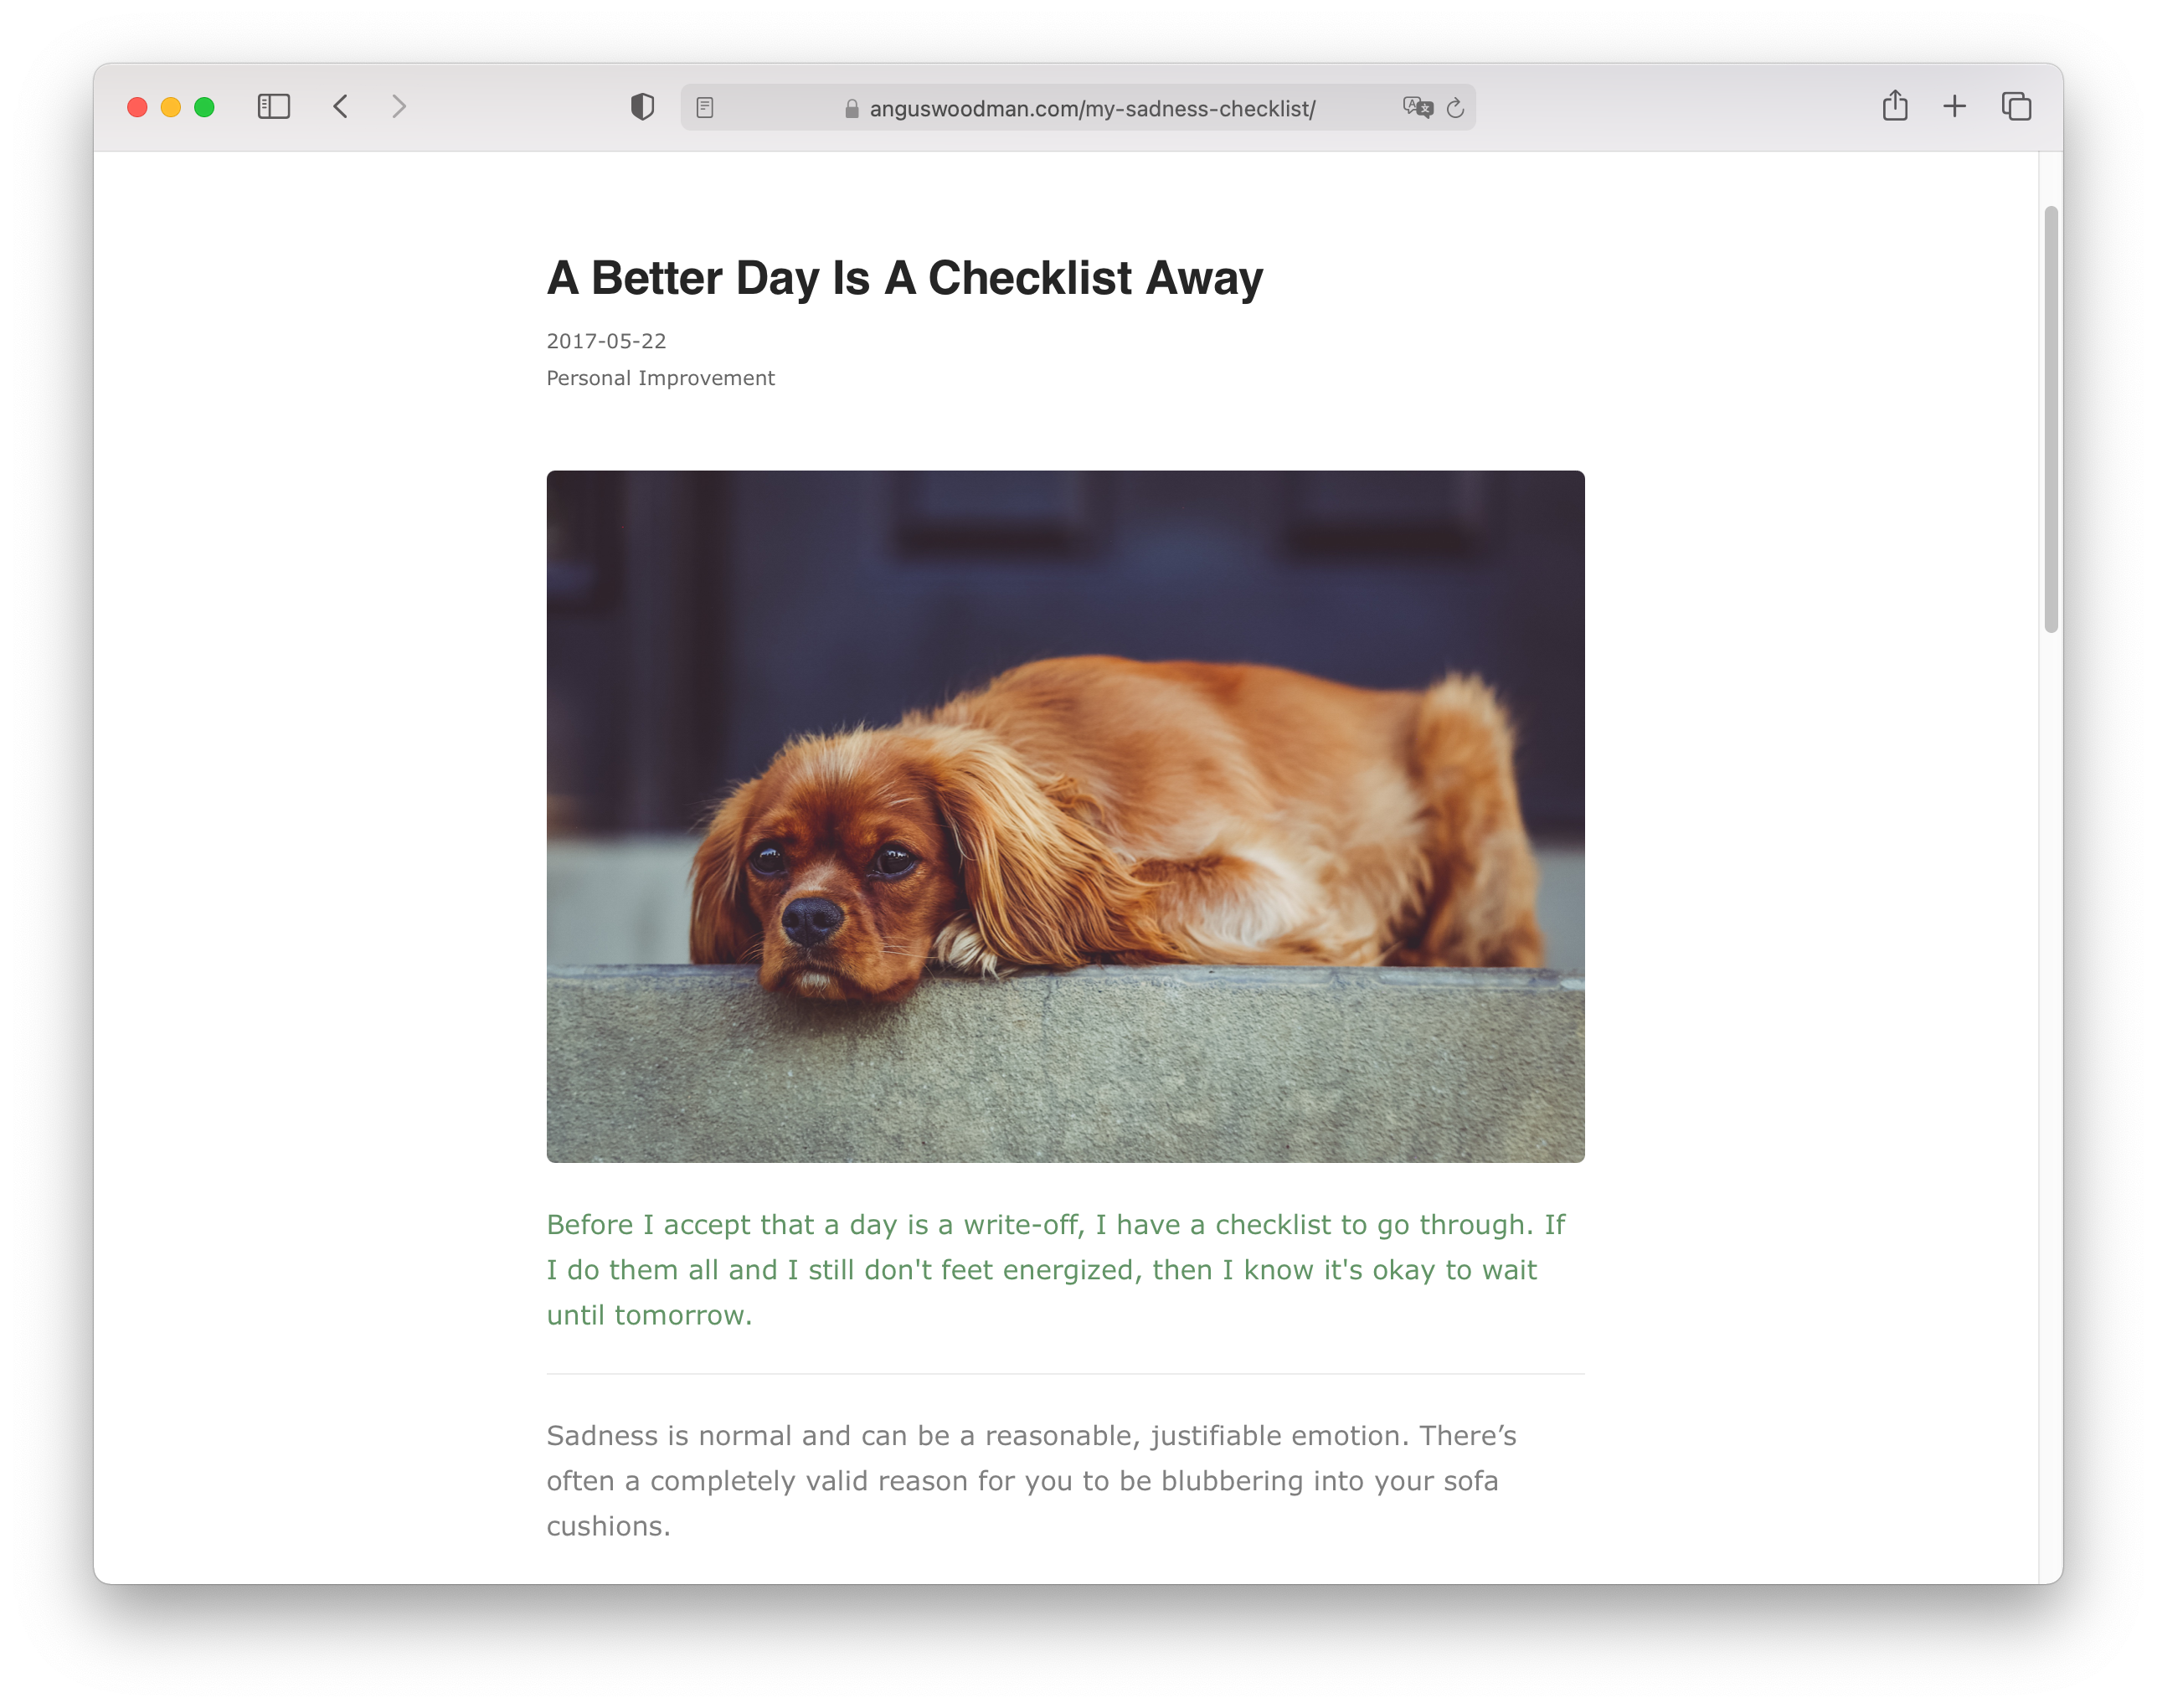 anguswoodman.com/my-sadness-checklist/
A Better Day Is A Checklist Away
2017-05-22
Personal Improvement
Before I accept that a day is a write-off, I have a checklist to go through. If
I do them all and I still don't feet energized, then I know it's okay to wait
until tomorrow.
Sadness is normal and can be a reasonable, justifiable emotion. There’s
often a completely valid reason for you to be blubbering into your sofa
cushions.